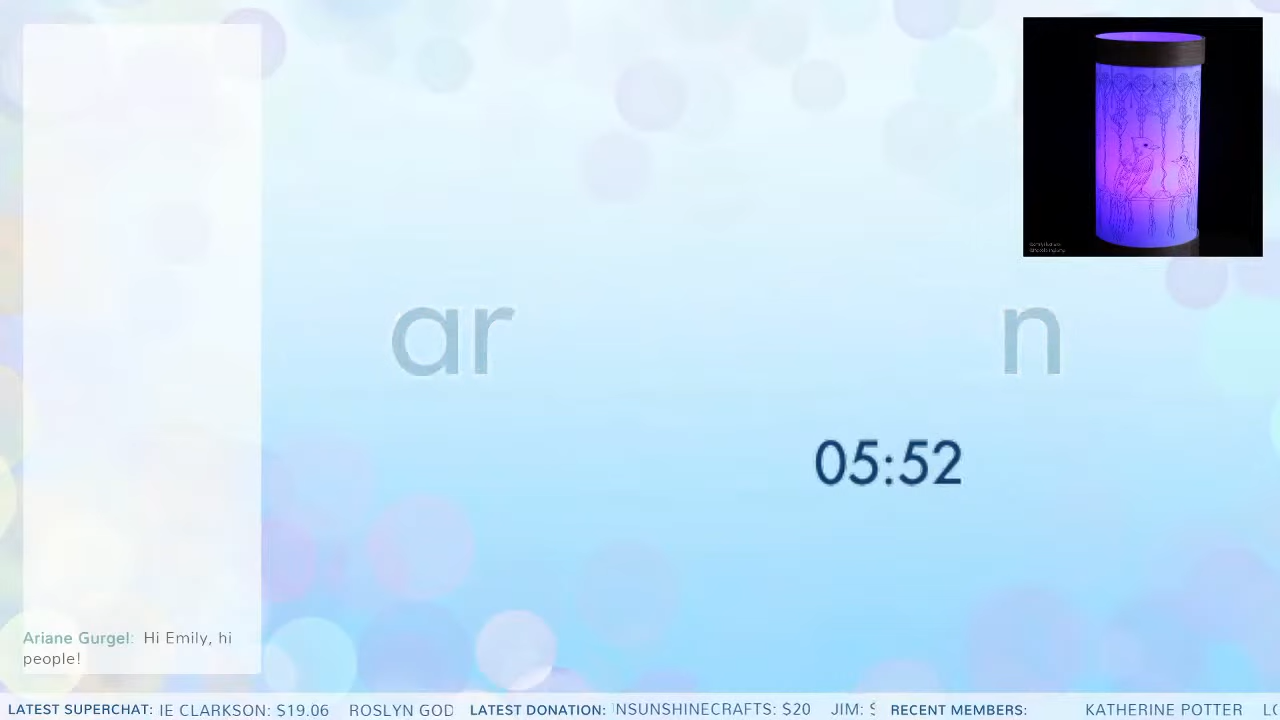 ar n
05:52
Ariane Gurgel: Hi Emily, hi
people!
LATEST SUPERCHAT: IE CLARKSON: $19.06 ROSLYN GOD LATEST DONATION: NSUNSHINECRAFTS: $20 JIM: $ RECENT MEMBERS: KATHERINE POTTER LO